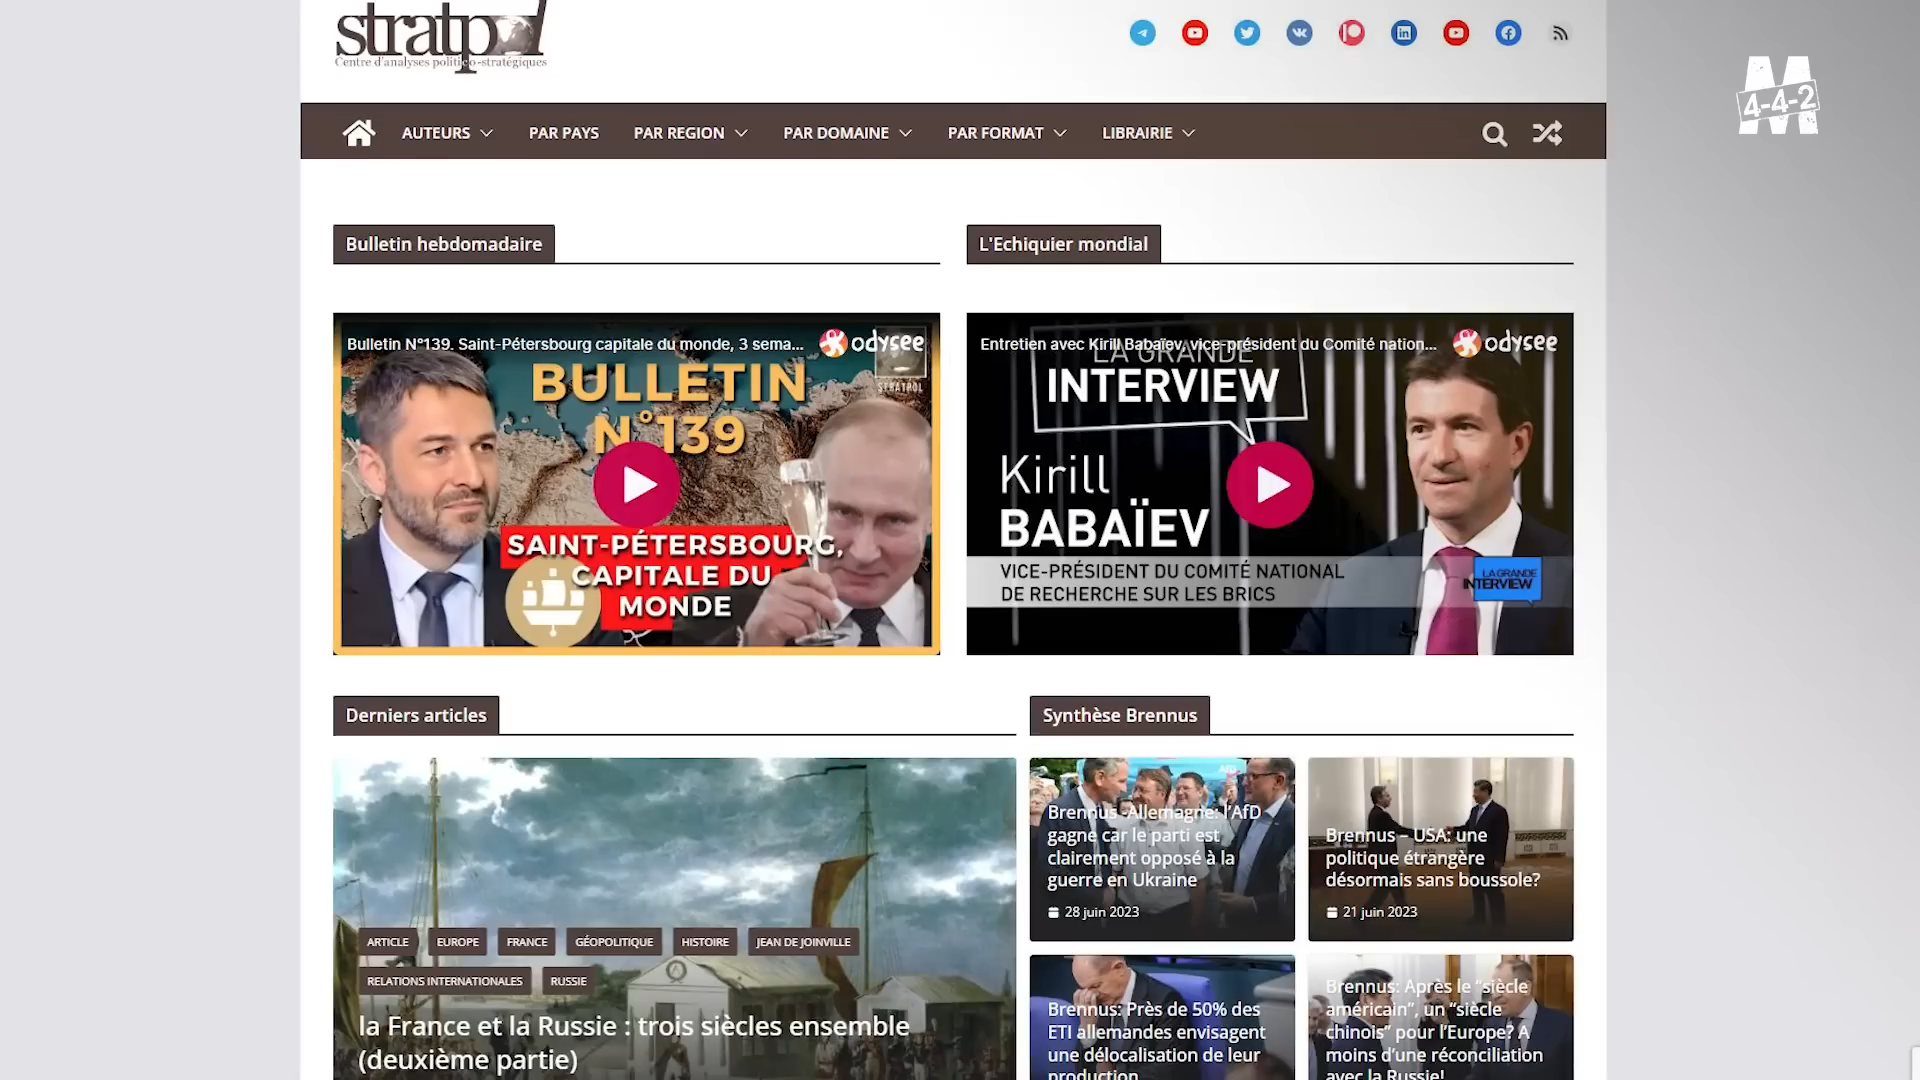 stratpol
Centre d'analyses politico-stratégiques
M
4-4-2
AUTEURS
PAR PAYS
PAR REGION
PAR DOMAINE
PAR FORMAT
LIBRAIRIE
Bulletin hebdomadaire
L'Echiquier mondial
Bulletin N°139. Saint-Pétersbourg capitale du monde, 3 sema...
odysee
STRATPOL
BULLETIN
N°139
SAINT-PÉTERSBOURG,
CAPITALE DU
MONDE
Entretien avec Kirill Babaïev, vice-président du Comité nation...
odysee
LA GRANDE
INTERVIEW
Kirill
BABAÏEV
VICE-PRÉSIDENT DU COMITÉ NATIONAL
DE RECHERCHE SUR LES BRICS
LA GRANDE
INTERVIEW
Derniers articles
Synthèse Brennus
ARTICLE
EUROPE
FRANCE
GÉOPOLITIQUE
HISTOIRE
JEAN DE JOINVILLE
RELATIONS INTERNATIONALES
RUSSIE
la France et la Russie : trois siècles ensemble
(deuxième partie)
Brennus -Allemagne: l'AfD
gagne car le parti est
clairement opposé à la
guerre en Ukraine
28 juin 2023
Brennus – USA: une
politique étrangère
désormais sans boussole?
21 juin 2023
Brennus: Près de 50% des
ETI allemandes envisagent
une délocalisation de leur
production
Brennus: Après le "siècle
américain", un "siècle
chinois" pour l'Europe? A
moins d'une réconciliation
avec la Russie!